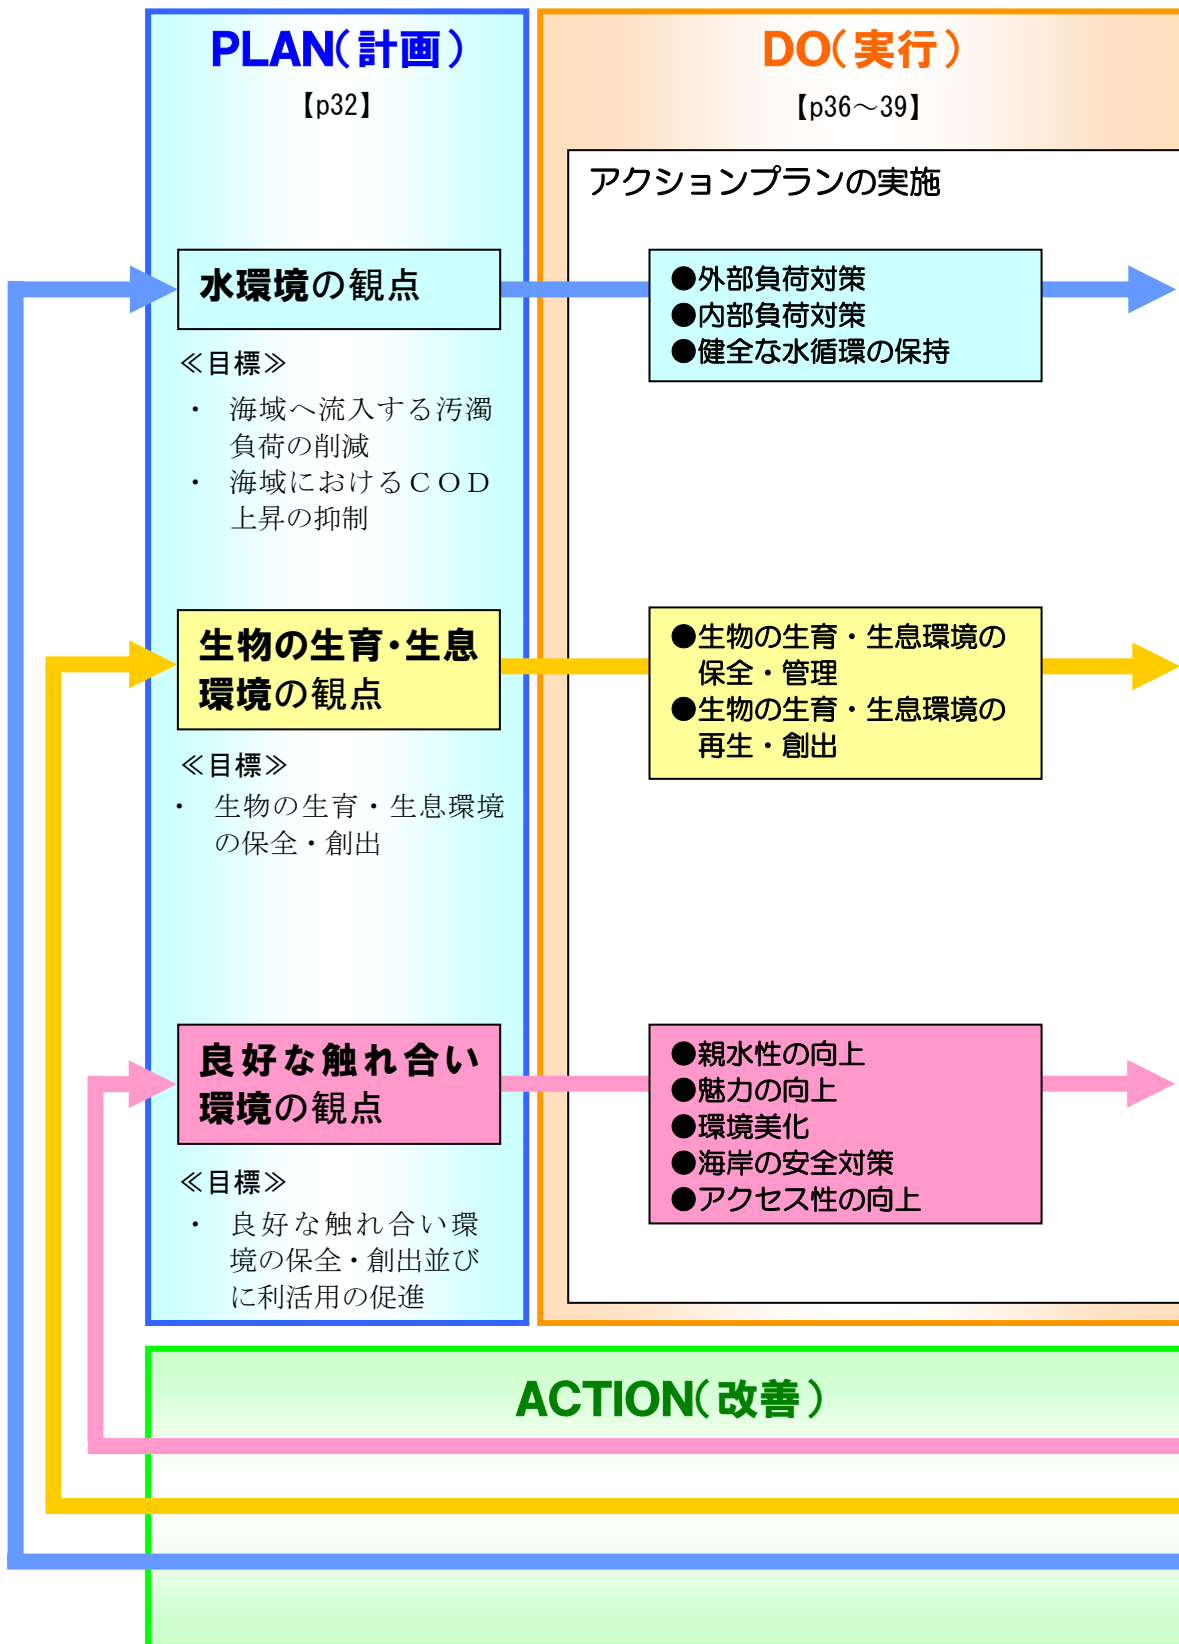 PLAN(計画)
【p32】
水環境の観点
≪目標≫
・ 海域へ流入する汚濁
負荷の削減
・ 海域におけるＣＯＤ
上昇の抑制
生物の生育・生息
環境の観点
≪目標≫
・ 生物の生育・生息環境
の保全・創出
良好な触れ合い
環境の観点
≪目標≫
・ 良好な触れ合い環
境の保全・創出並び
に利活用の促進
DO(実行)
【p36～39】
アクションプランの実施
●外部負荷対策
●内部負荷対策
●健全な水循環の保持
●生物の生育・生息環境の
保全・管理
●生物の生育・生息環境の
再生・創出
●親水性の向上
●魅力の向上
●環境美化
●海岸の安全対策
●アクセス性の向上
ACTION(改善)